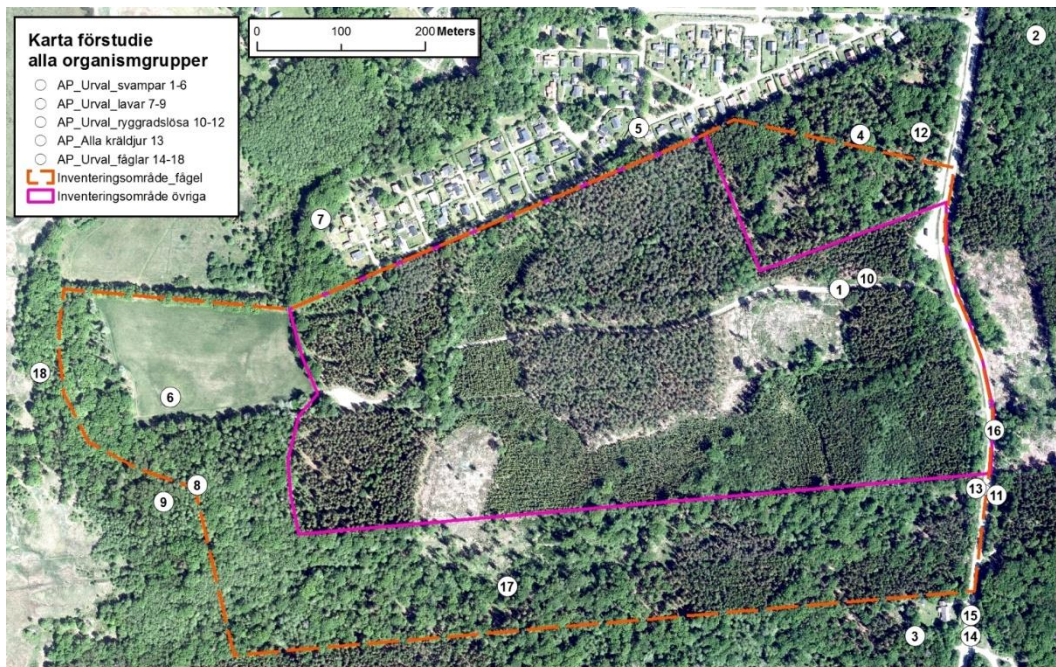 Karta förstudie
alla organismgrupper
AP_Urval_svampar 1-6
AP_Urval_lavar 7-9
AP_Urval_ryggradslösa 10-12
AP_Alla kräldjur 13
AP_Urval_fåglar 14-18
Inventeringsområde_fågel
Inventeringsområde övriga
0 100 200 Meters
2
5
4
12
7
10
1
18
6
16
8
13
9
11
17
15
3
14